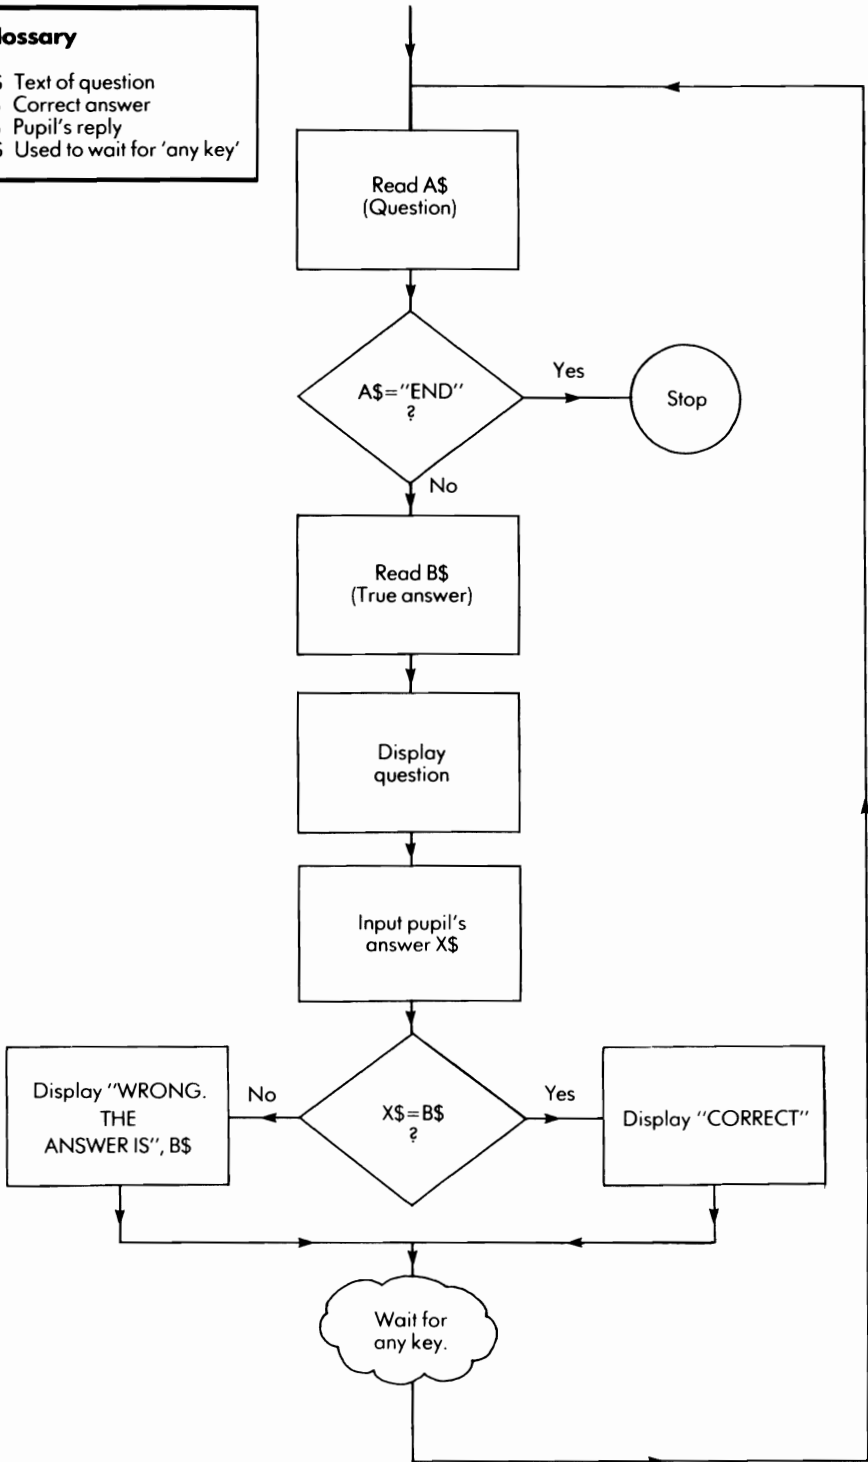 lossary
$ Text of question
Correct answer
Pupil's reply
$ Used to wait for 'any key'
Read A$
(Question)
A$="END"
?
Yes
Stop
No
Read B$
(True answer)
Display
question
Input pupil's
answer X$
Display "WRONG.
THE
ANSWER IS", B$
No
X$=B$
?
Yes
Display "CORRECT"
Wait for
any key.